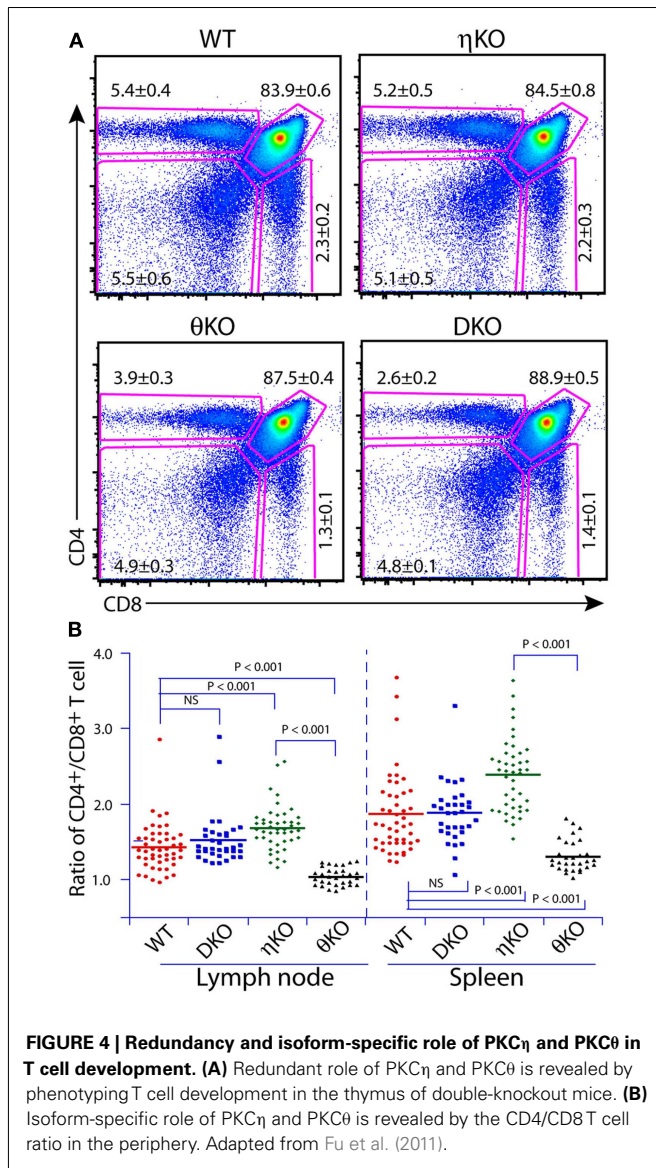 A
WT
ηKO
5.4±0.4
83.9±0.6
5.2±0.5
84.5±0.8
2.3±0.2
2.2±0.3
5.5±0.6
5.1±0.5
θKO
DKO
3.9±0.3
87.5±0.4
2.6±0.2
88.9±0.5
1.3±0.1
1.4±0.1
4.9±0.3
4.8±0.1
CD4
CD8
B
4.0
3.0
2.0
1.0
Ratio of CD4+/CD8+ T cell
P < 0.001
P < 0.001
P < 0.001
NS
P < 0.001
NS
P < 0.001
P < 0.001
WT
DKO
ηKO
θKO
WT
DKO
ηKO
θKO
Lymph node
Spleen
FIGURE 4 | Redundancy and isoform-specific role of PKCη and PKCθ in
T cell development. (A) Redundant role of PKCη and PKCθ is revealed by
phenotyping T cell development in the thymus of double-knockout mice. (B)
Isoform-specific role of PKCη and PKCθ is revealed by the CD4/CD8 T cell
ratio in the periphery. Adapted from Fu et al. (2011).